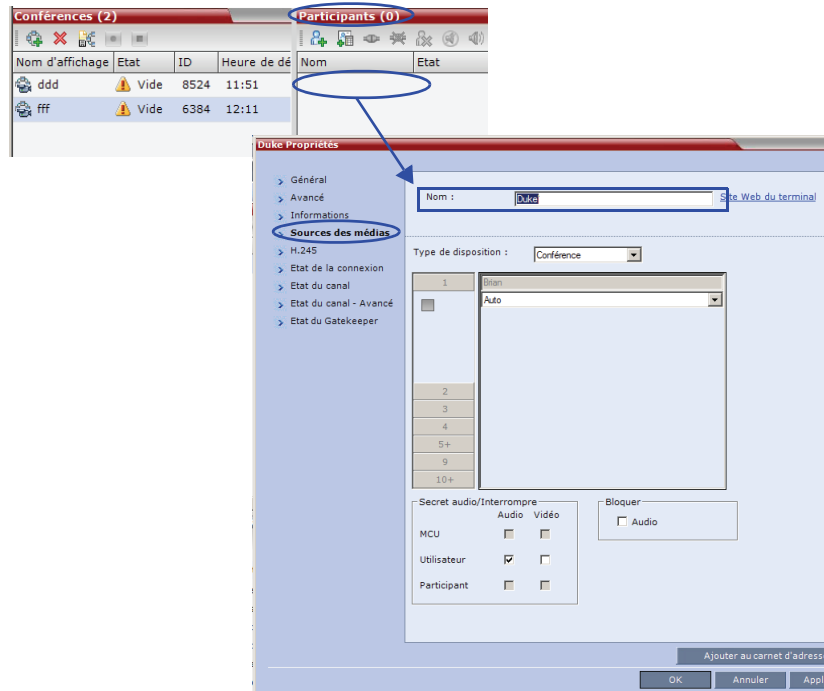 Conférences (2)
Participants (0)
Nom d'affichage Etat ID Heure de dé
Nom Etat
ddd Vide 8524 11:51
fff Vide 6384 12:11
Duke Propriétés
Général
Avancé
Informations
Sources des médias
H.245
Etat de la connexion
Etat du canal
Etat du canal - Avancé
Etat du Gatekeeper
Nom : Duke Site Web du terminal
Type de disposition : Conférence
1 Brian
Auto
2
3
4
5+
9
10+
Secret audio/Interrompre
Audio Vidéo
MCU
Utilisateur
Participant
Bloquer
Audio
Ajouter au carnet d'adresse
OK Annuler Appl